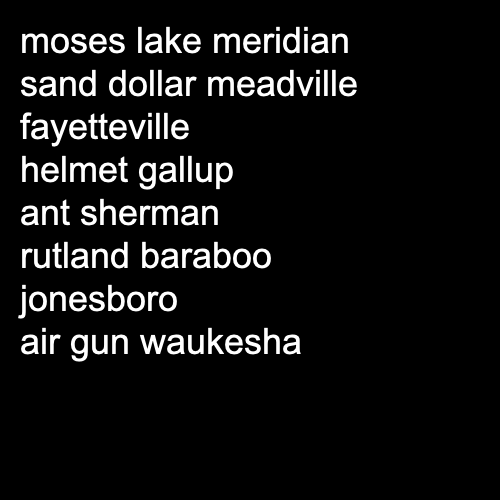 moses lake meridian
sand dollar meadville
fayetteville
helmet gallup
ant sherman
rutland baraboo
jonesboro
air gun waukesha